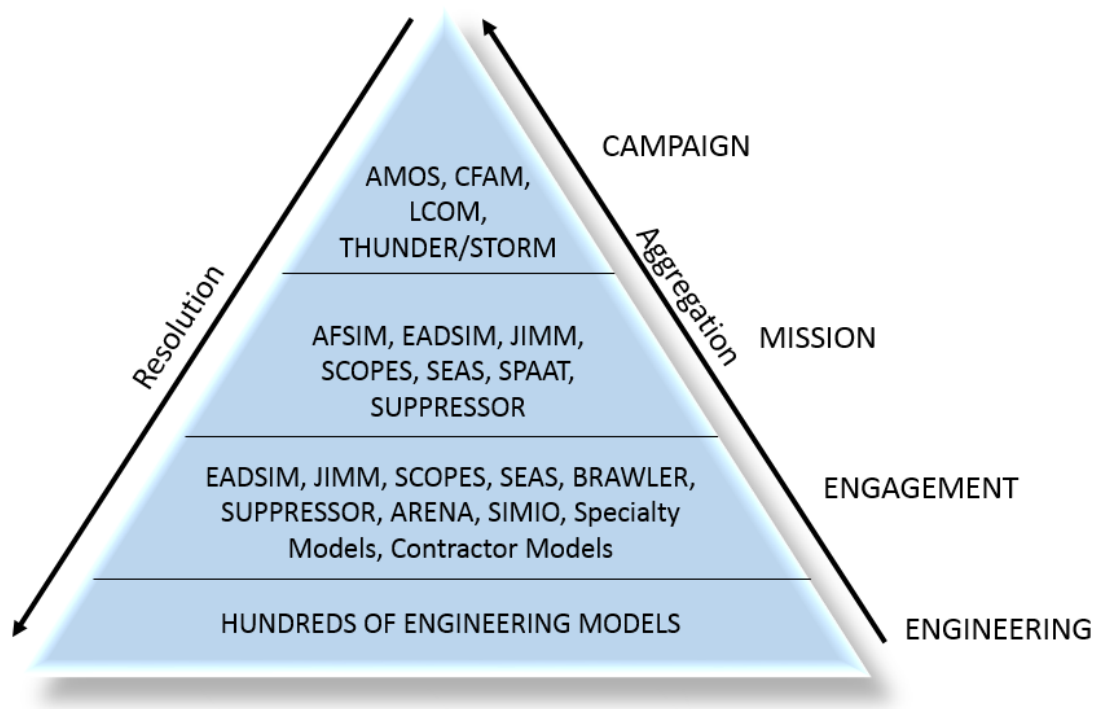 CAMPAIGN
AMOS, CFAM,
LCOM,
THUNDER/STORM
Resolution
Aggregation
MISSION
AFSIM, EADSIM, JIMM,
SCOPES, SEAS, SPAAT,
SUPPRESSOR
ENGAGEMENT
EADSIM, JIMM, SCOPES, SEAS, BRAWLER,
SUPPRESSOR, ARENA, SIMIO, Specialty
Models, Contractor Models
ENGINEERING
HUNDREDS OF ENGINEERING MODELS